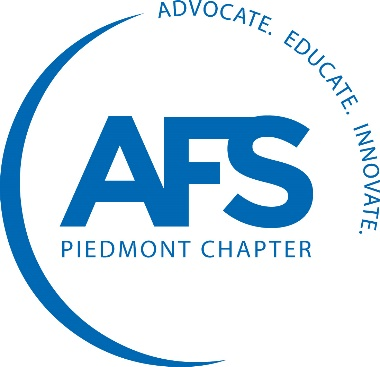 ADVOCATE. EDUCATE. INNOVATE.
AFS
PIEDMONT CHAPTER